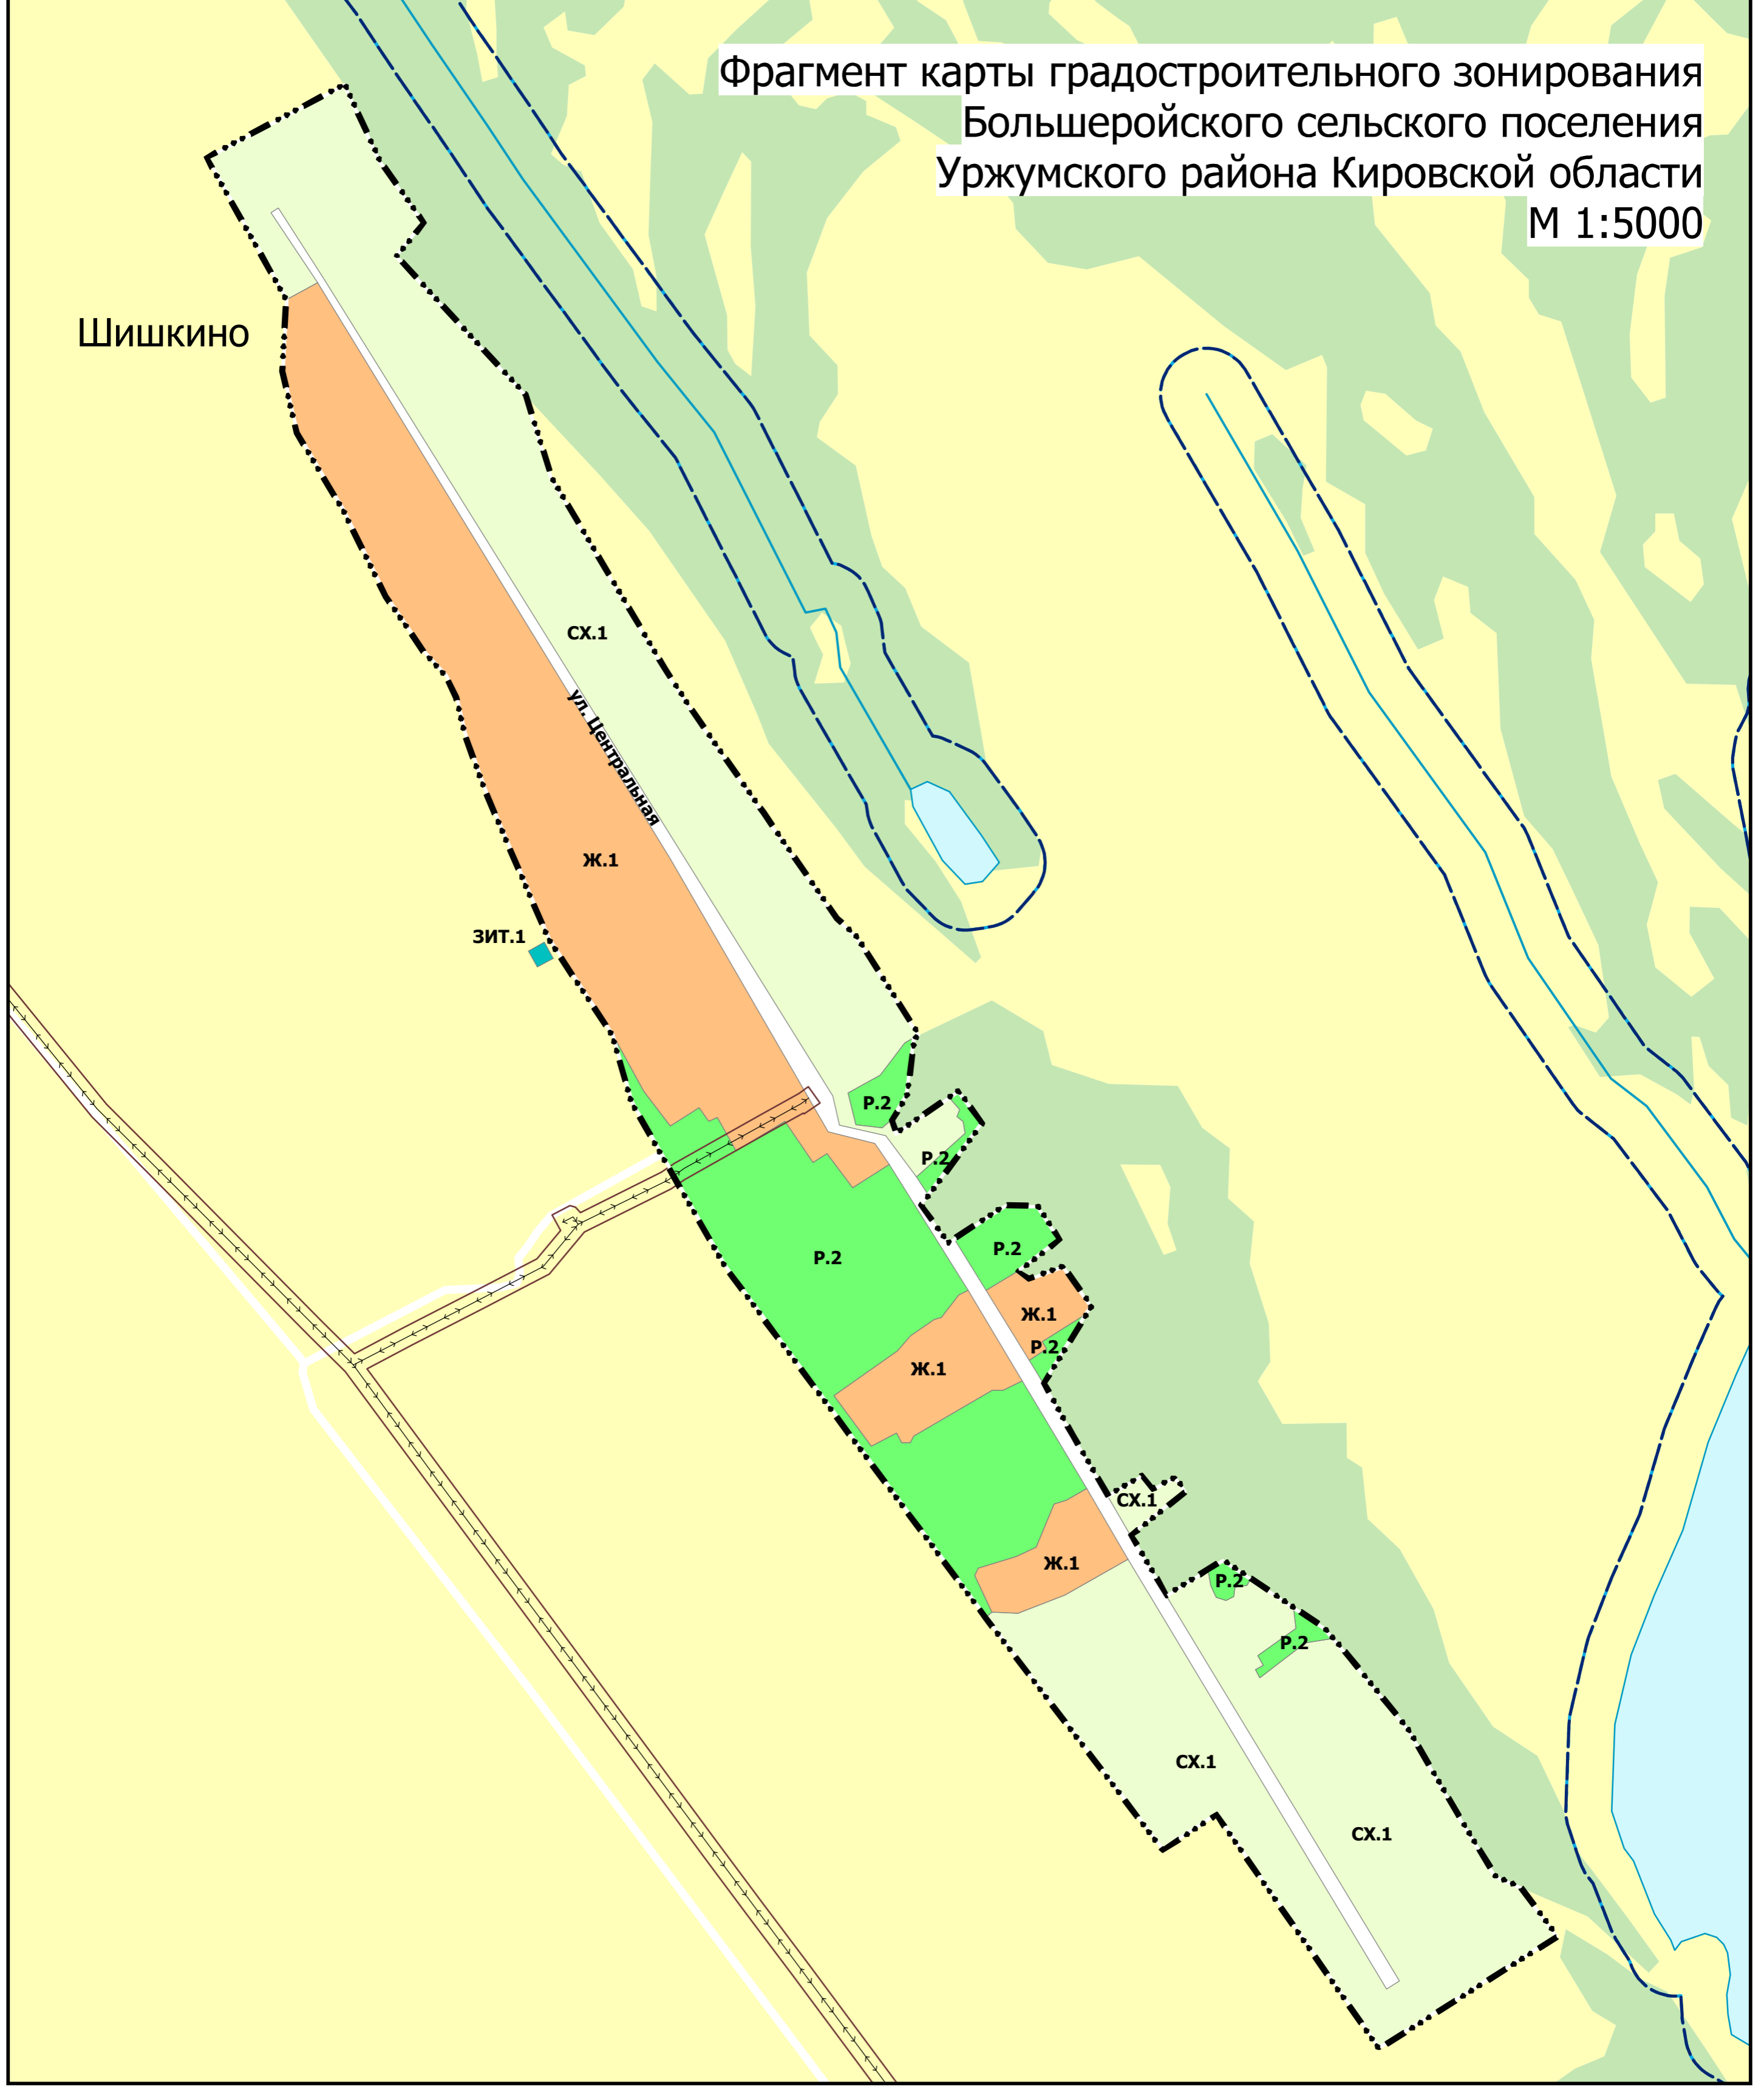 Фрагмент карты градостроительного зонирования
Большеройского сельского поселения
Уржумского района Кировской области
М 1:5000
Шишкино
СХ.1
ул. Центральная
Ж.1
ЗИТ.1
Р.2
Р.2
Р.2
Р.2
Ж.1
Р.2
Ж.1
СХ.1
Ж.1
Р.2
Р.2
СХ.1
СХ.1